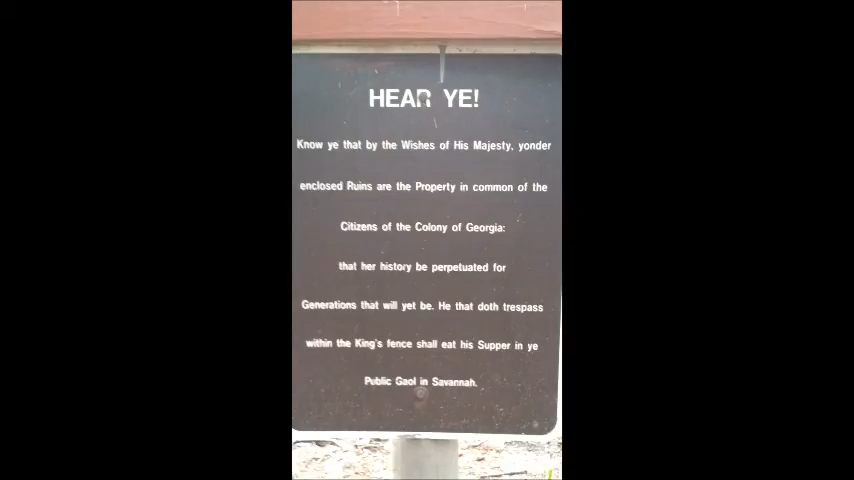 HEAR YE!
Know ye that by the Wishes of His Majesty, yonder
enclosed Ruins are the Property in common of the
Citizens of the Colony of Georgia:
that her history be perpetuated for
Generations that will yet be. He that doth trespass
within the King's fence shall eat his Supper in ye
Public Gaol in Savannah.